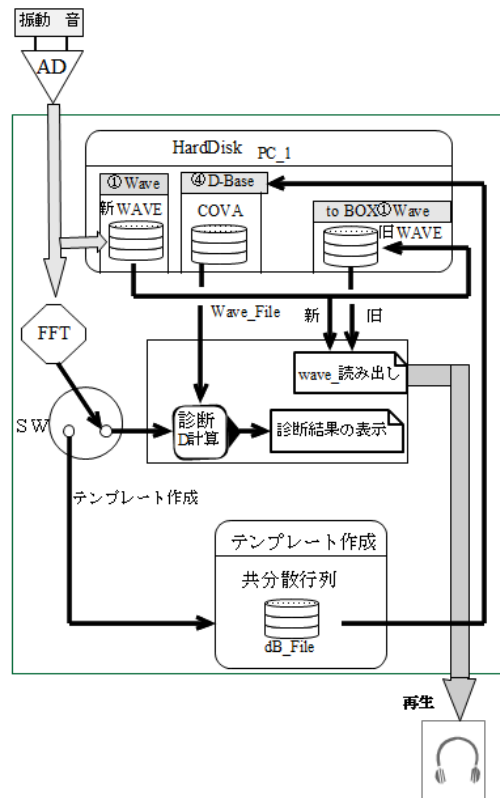 振動 音
AD
HardDisk PC_1
①Wave
新WAVE
④D-Base
COVA
to BOX①Wave
旧WAVE
Wave_File
新
旧
FFT
wave_読み出し
SW
診断
D計算
診断結果の表示
テンプレート作成
テンプレート作成
共分散行列
dB_File
再生